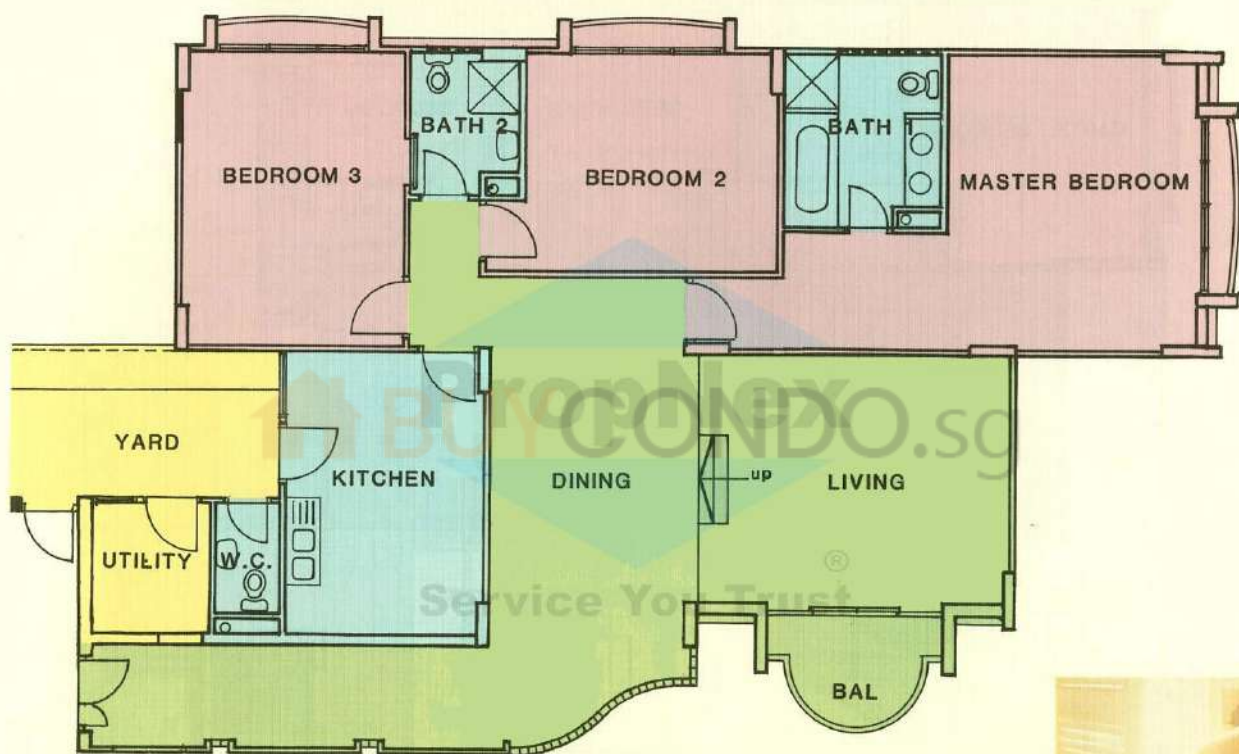 BATH 2
BATH 1
BEDROOM 3
BEDROOM 2
MASTER BEDROOM
PropNex
BUYCONDO.sg
YARD
KITCHEN
DINING
up
LIVING
UTILITY
W.C.
®
Service You Trust
BAL